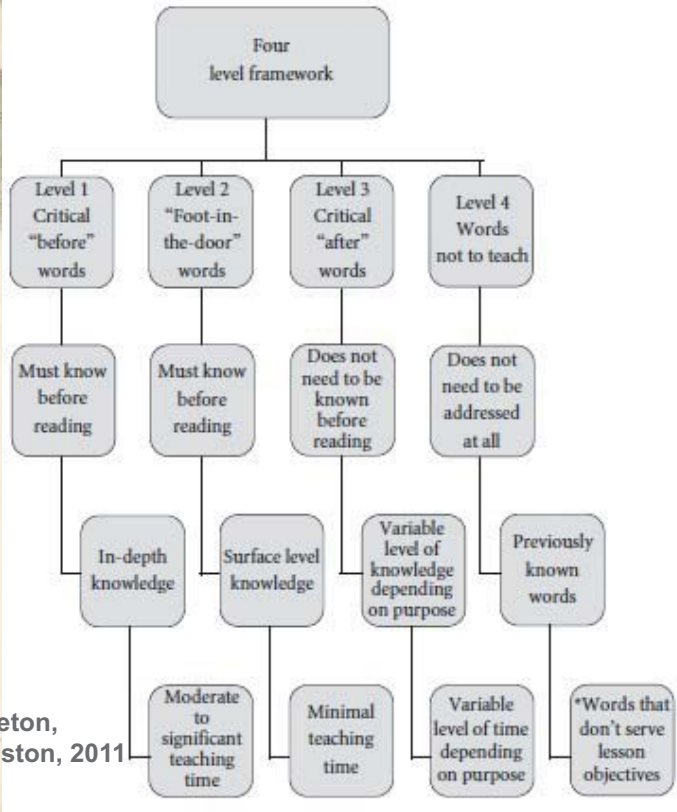 Four
level framework
Level 1
Critical
"before"
words
Level 2
"Foot-in-
the-door"
words
Level 3
Critical
"after"
words
Level 4
Words
not to teach
Must know
before
reading
Must know
before
reading
Does not
need to be
known
before
reading
Does not
need to be
addressed
at all
In-depth
knowledge
Surface level
knowledge
Variable
level of
knowledge
depending
on purpose
Previously
known
words
Moderate
to
significant
teaching
time
Minimal
teaching
time
Variable
level of time
depending
on purpose
*Words that
don't serve
lesson
objectives
eton,
ston, 2011